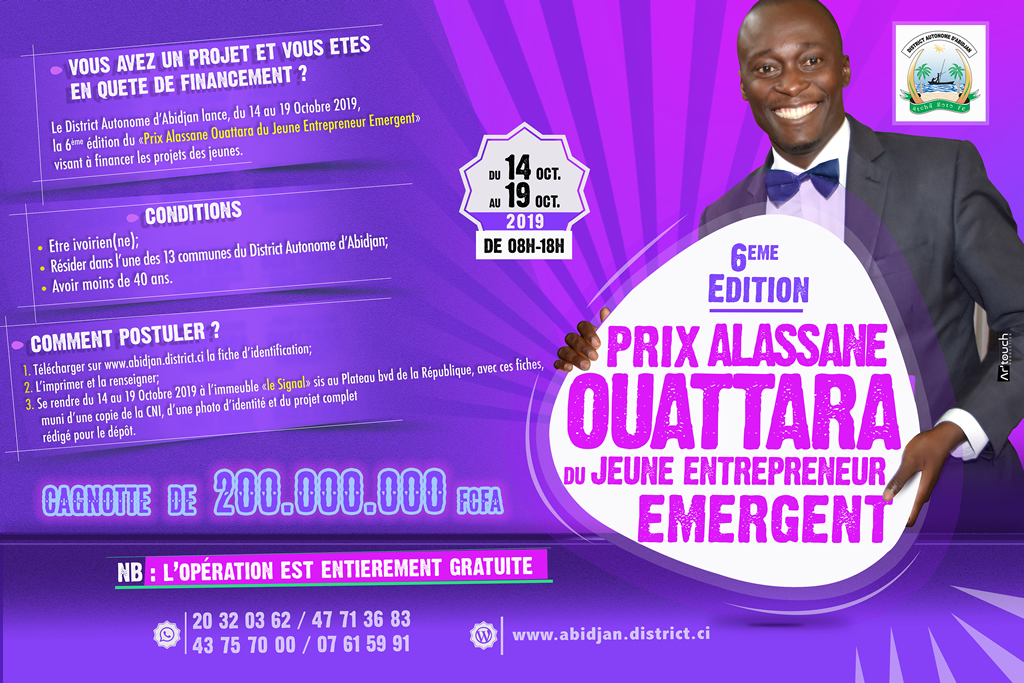 VOUS AVEZ UN PROJET ET VOUS ETES
EN QUETE DE FINANCEMENT ?
Le District Autonome d'Abidjan lance, du 14 au 19 Octobre 2019,
la 6ème édition du «Prix Alassane Ouattara du Jeune Entrepreneur Emergent»
visant à financer les projets des jeunes.
CONDITIONS
• Etre ivoirien(ne);
• Résider dans l'une des 13 communes du District Autonome d'Abidjan;
• Avoir moins de 40 ans.
COMMENT POSTULER ?
1. Télécharger sur www.abidjan.district.ci la fiche d'identification;
2. L'imprimer et la renseigner;
3. Se rendre du 14 au 19 Octobre 2019 à l'immeuble «le Signal» sis au Plateau bvd de la République, avec ces fiches,
muni d'une copie de la CNI, d'une photo d'identité et du projet complet
rédigé pour le dépôt.
CAGNOTTE DE 200.000.000 FCFA
NB : L'OPÉRATION EST ENTIEREMENT GRATUITE
20 32 03 62 / 47 71 36 83
43 75 70 00 / 07 61 59 91
www.abidjan.district.ci
DU 14 OCT.
AU 19 OCT.
2019
DE 08H-18H
DISTRICT AUTONOME D'ABIDJAN
6EME
EDITION
PRIX ALASSANE
OUATTARA
DU JEUNE ENTREPRENEUR
EMERGENT
Ar'touch